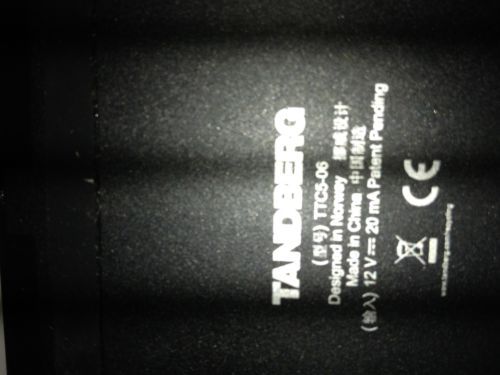 TANDBERG
(型号) TTC5-06
Designed in Norway 挪威设计
Made in China 中国制造
(输入) 12 V ⎓ 20 mA Patent Pending
CE